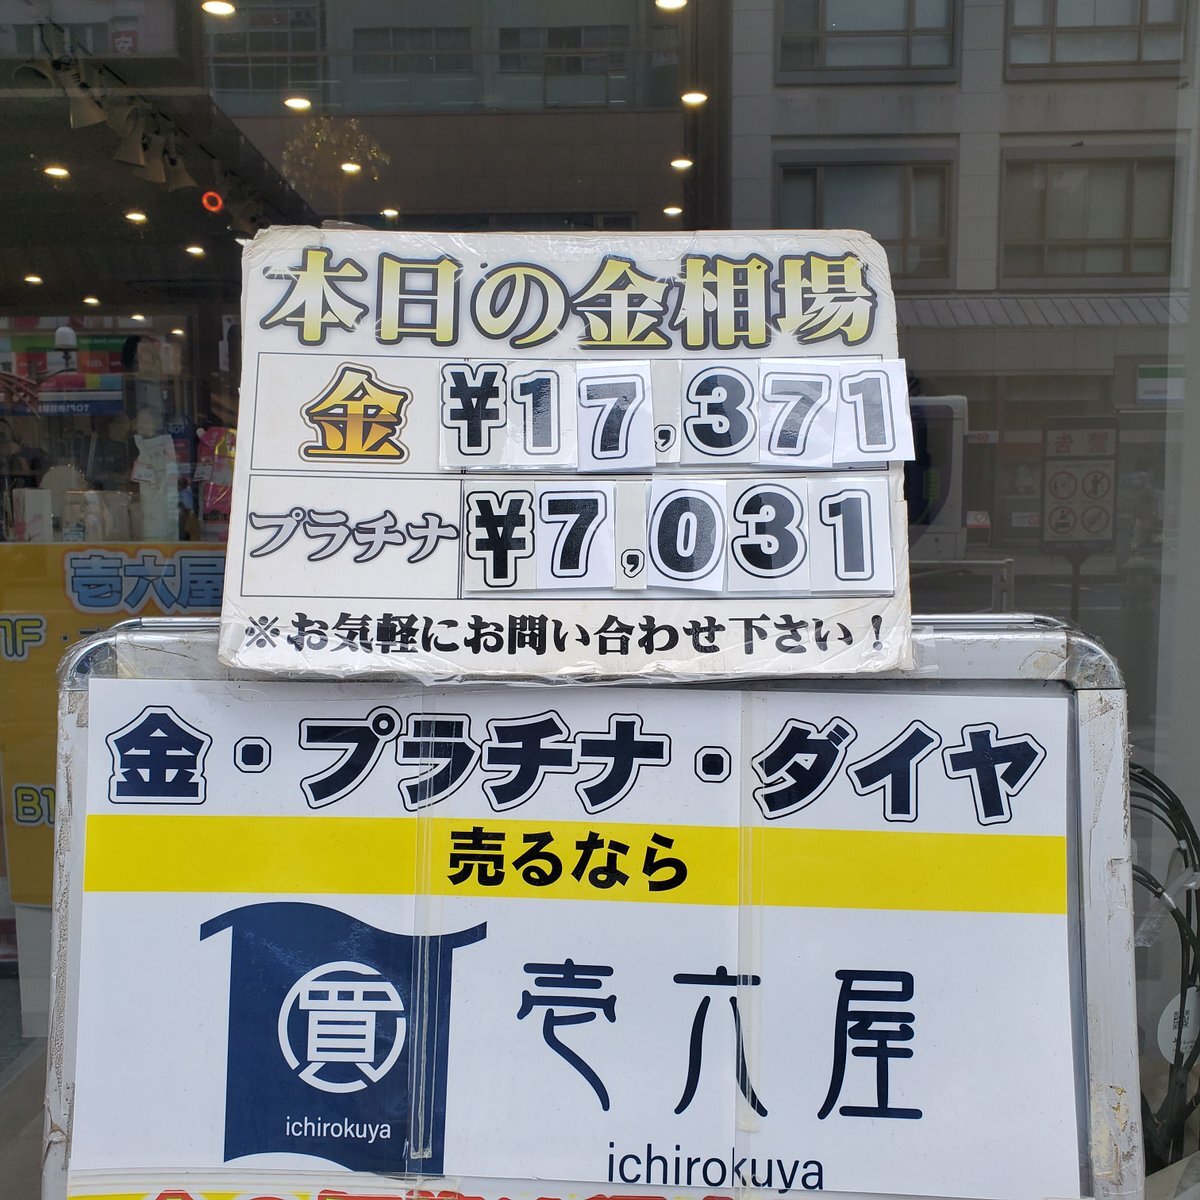 本日の金相場
金 ¥17,371
プラチナ ¥7,031
※お気軽にお問い合わせ下さい！
壱六屋
1F
B1
金・プラチナ・ダイヤ
売るなら
買
ichirokuya
壱六屋
ichirokuya